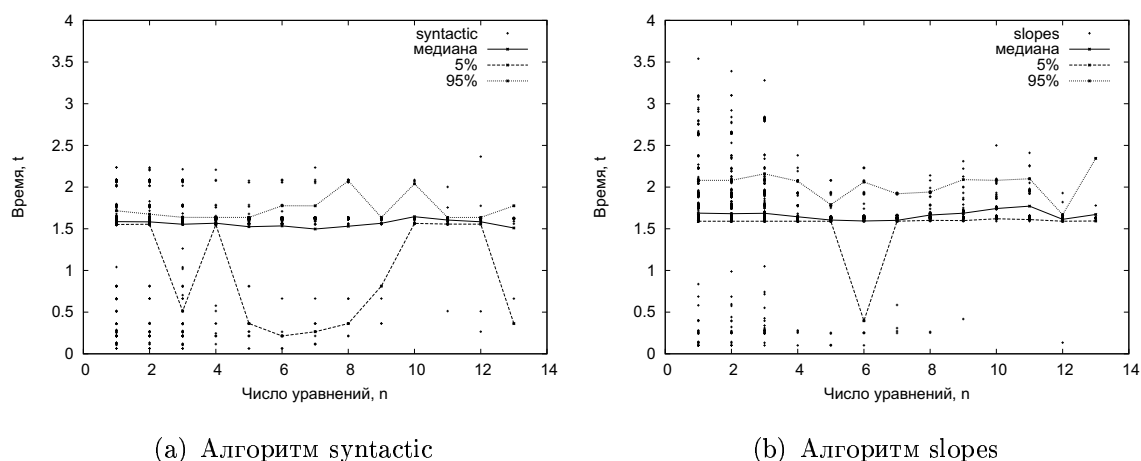 4
3.5
3
2.5
2
1.5
1
0.5
0
Время, t
syntactic
медиана
5%
95%
0 2 4 6 8 10 12 14
Число уравнений, n
(a) Алгоритм syntactic
4
3.5
3
2.5
2
1.5
1
0.5
0
Время, t
slopes
медиана
5%
95%
0 2 4 6 8 10 12 14
Число уравнений, n
(b) Алгоритм slopes